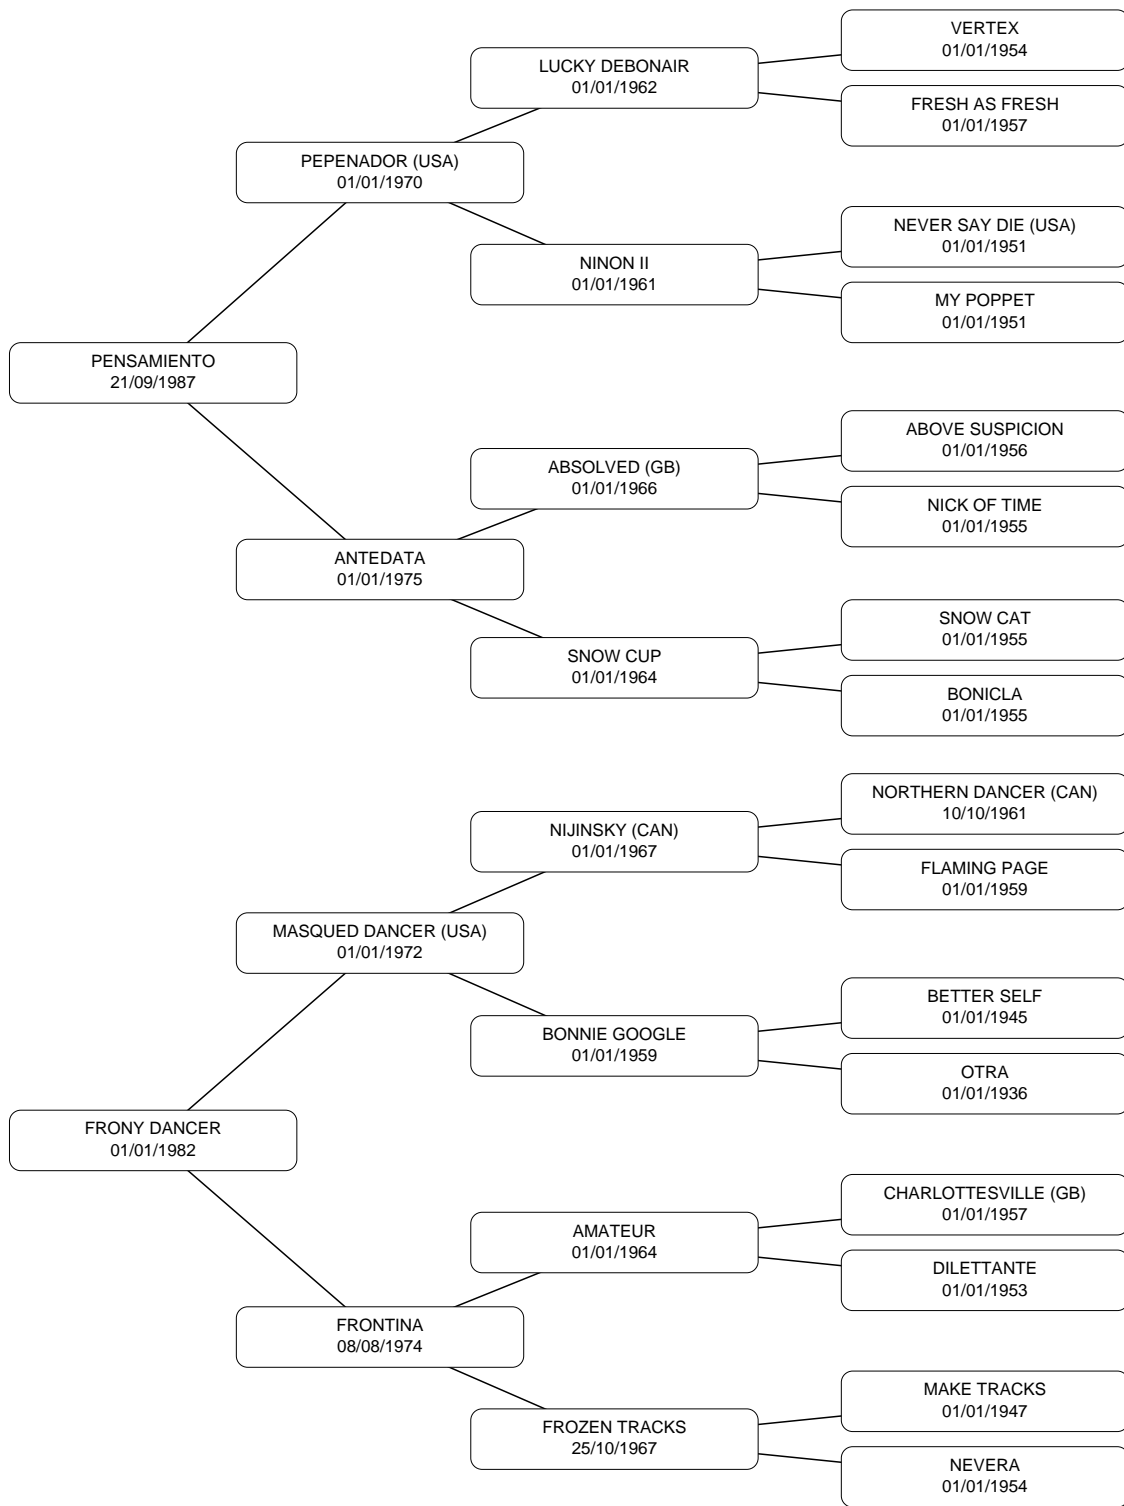 VERTEX
01/01/1954
LUCKY DEBONAIR
01/01/1962
FRESH AS FRESH
01/01/1957
PEPENADOR (USA)
01/01/1970
NEVER SAY DIE (USA)
01/01/1951
NINON II
01/01/1961
MY POPPET
01/01/1951
PENSAMIENTO
21/09/1987
ABOVE SUSPICION
01/01/1956
ABSOLVED (GB)
01/01/1966
NICK OF TIME
01/01/1955
ANTEDATA
01/01/1975
SNOW CAT
01/01/1955
SNOW CUP
01/01/1964
BONICLA
01/01/1955
NORTHERN DANCER (CAN)
10/10/1961
NIJINSKY (CAN)
01/01/1967
FLAMING PAGE
01/01/1959
MASQUED DANCER (USA)
01/01/1972
BETTER SELF
01/01/1945
BONNIE GOOGLE
01/01/1959
OTRA
01/01/1936
FRONY DANCER
01/01/1982
CHARLOTTESVILLE (GB)
01/01/1957
AMATEUR
01/01/1964
DILETTANTE
01/01/1953
FRONTINA
08/08/1974
MAKE TRACKS
01/01/1947
FROZEN TRACKS
25/10/1967
NEVERA
01/01/1954